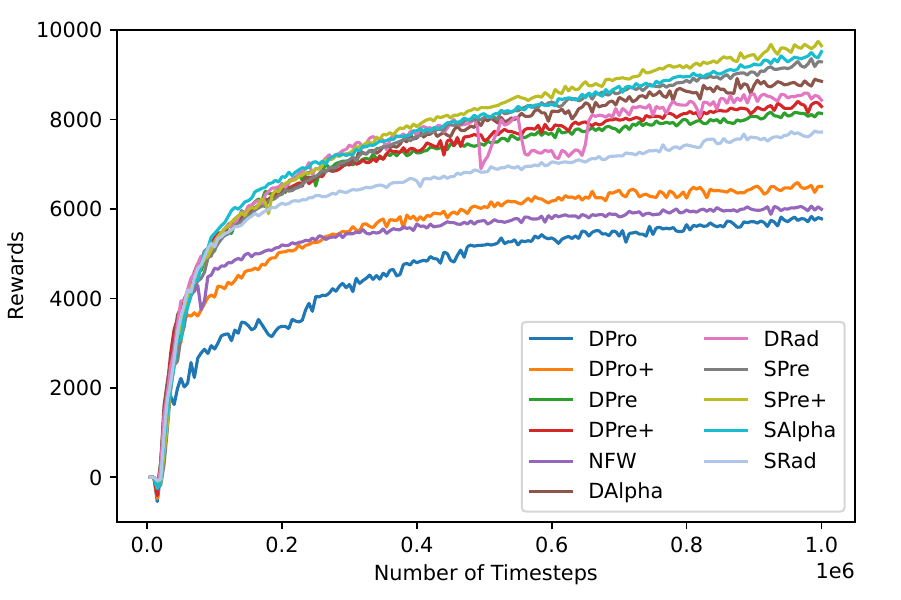 10000
8000
6000
4000
2000
0
Rewards
0.0
0.2
0.4
0.6
0.8
1.0
1e6
Number of Timesteps
DPro
DPro+
DPre
DPre+
NFW
DAlpha
DRad
SPre
SPre+
SAlpha
SRad